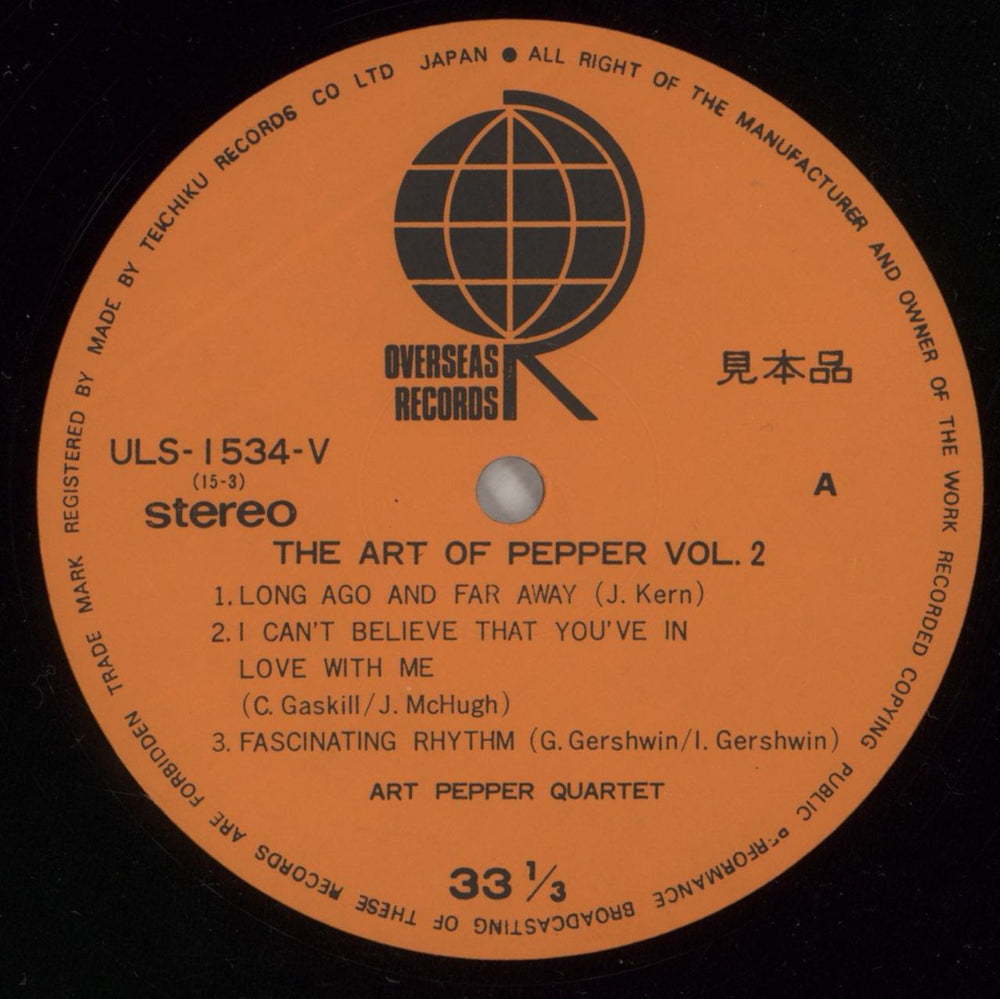 TRADE MARK REGISTERED BY MADE BY TEICHIKU RECORDS CO LTD JAPAN ● ALL RIGHT OF THE MANUFACTURER AND OWNER OF THE WORK RECORDED COPYING PUBLIC PERFORMANCE BROADCASTING OF THESE RECORDS ARE FORBIDDEN
OVERSEAS
RECORDS
R
見本品
ULS-1534-V
(15-3)
stereo
A
THE ART OF PEPPER VOL. 2
1. LONG AGO AND FAR AWAY (J. Kern)
2. I CAN'T BELIEVE THAT YOU'VE IN
LOVE WITH ME
(C. Gaskill/J. McHugh)
3. FASCINATING RHYTHM (G. Gershwin/I. Gershwin)
ART PEPPER QUARTET
33 1/3